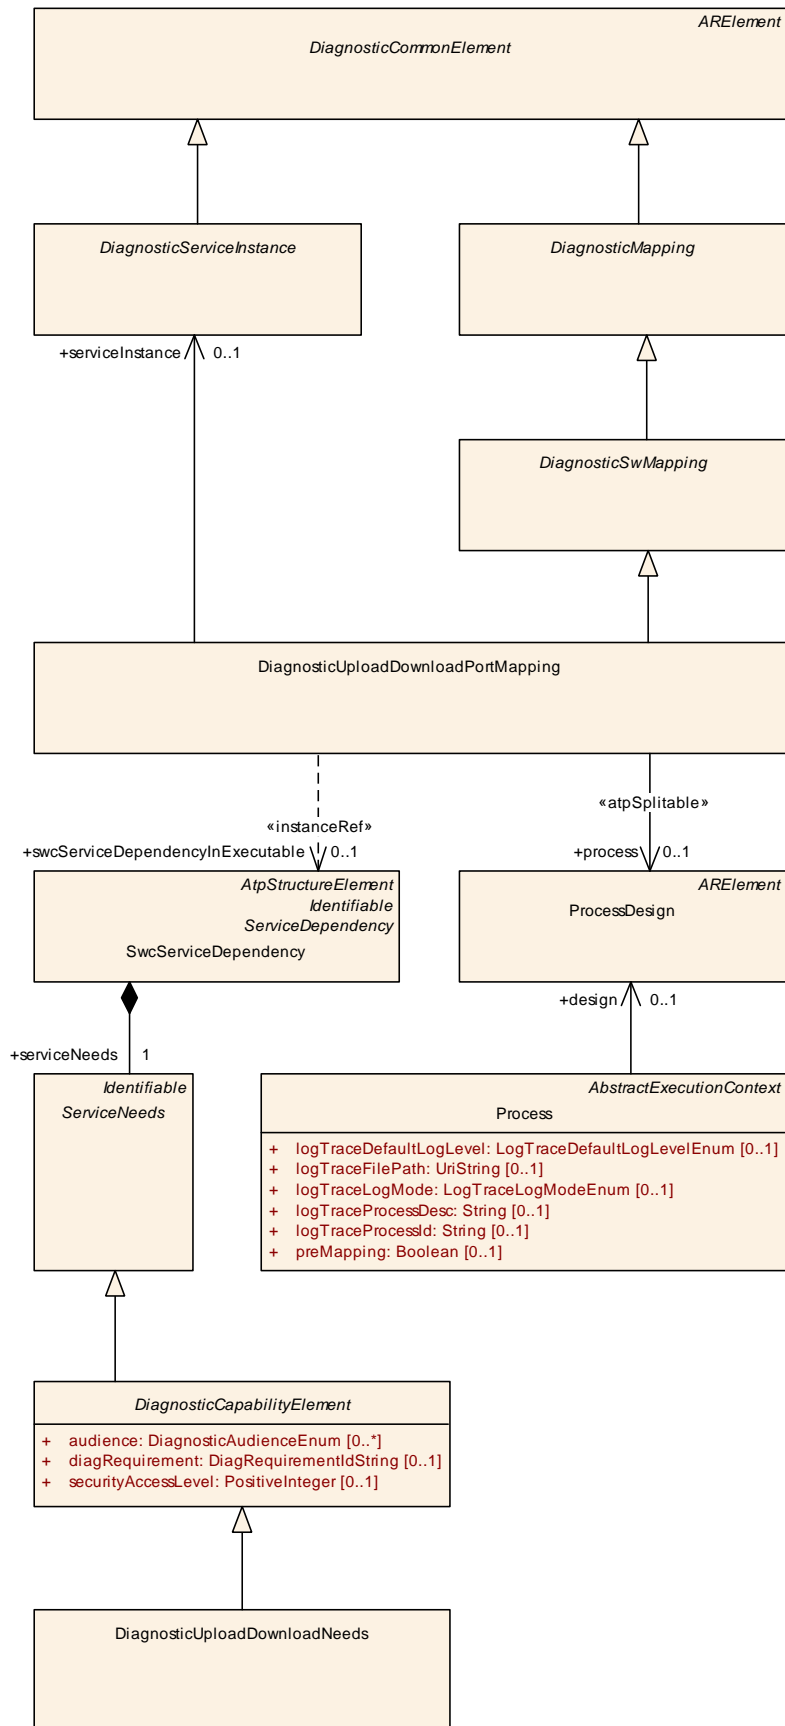 ARElement
DiagnosticCommonElement
DiagnosticServiceInstance
DiagnosticMapping
+serviceInstance 0..1
DiagnosticSwMapping
DiagnosticUploadDownloadPortMapping
«atpSplitable»
«instanceRef»
+swcServiceDependencyInExecutable 0..1
+process 0..1
AtpStructureElement
Identifiable
ServiceDependency
SwcServiceDependency
ARElement
ProcessDesign
+design 0..1
+serviceNeeds 1
Identifiable
ServiceNeeds
AbstractExecutionContext
Process
+ logTraceDefaultLogLevel: LogTraceDefaultLogLevelEnum [0..1]
+ logTraceFilePath: UriString [0..1]
+ logTraceLogMode: LogTraceLogModeEnum [0..1]
+ logTraceProcessDesc: String [0..1]
+ logTraceProcessId: String [0..1]
+ preMapping: Boolean [0..1]
DiagnosticCapabilityElement
+ audience: DiagnosticAudienceEnum [0..*]
+ diagRequirement: DiagRequirementIdString [0..1]
+ securityAccessLevel: PositiveInteger [0..1]
DiagnosticUploadDownloadNeeds